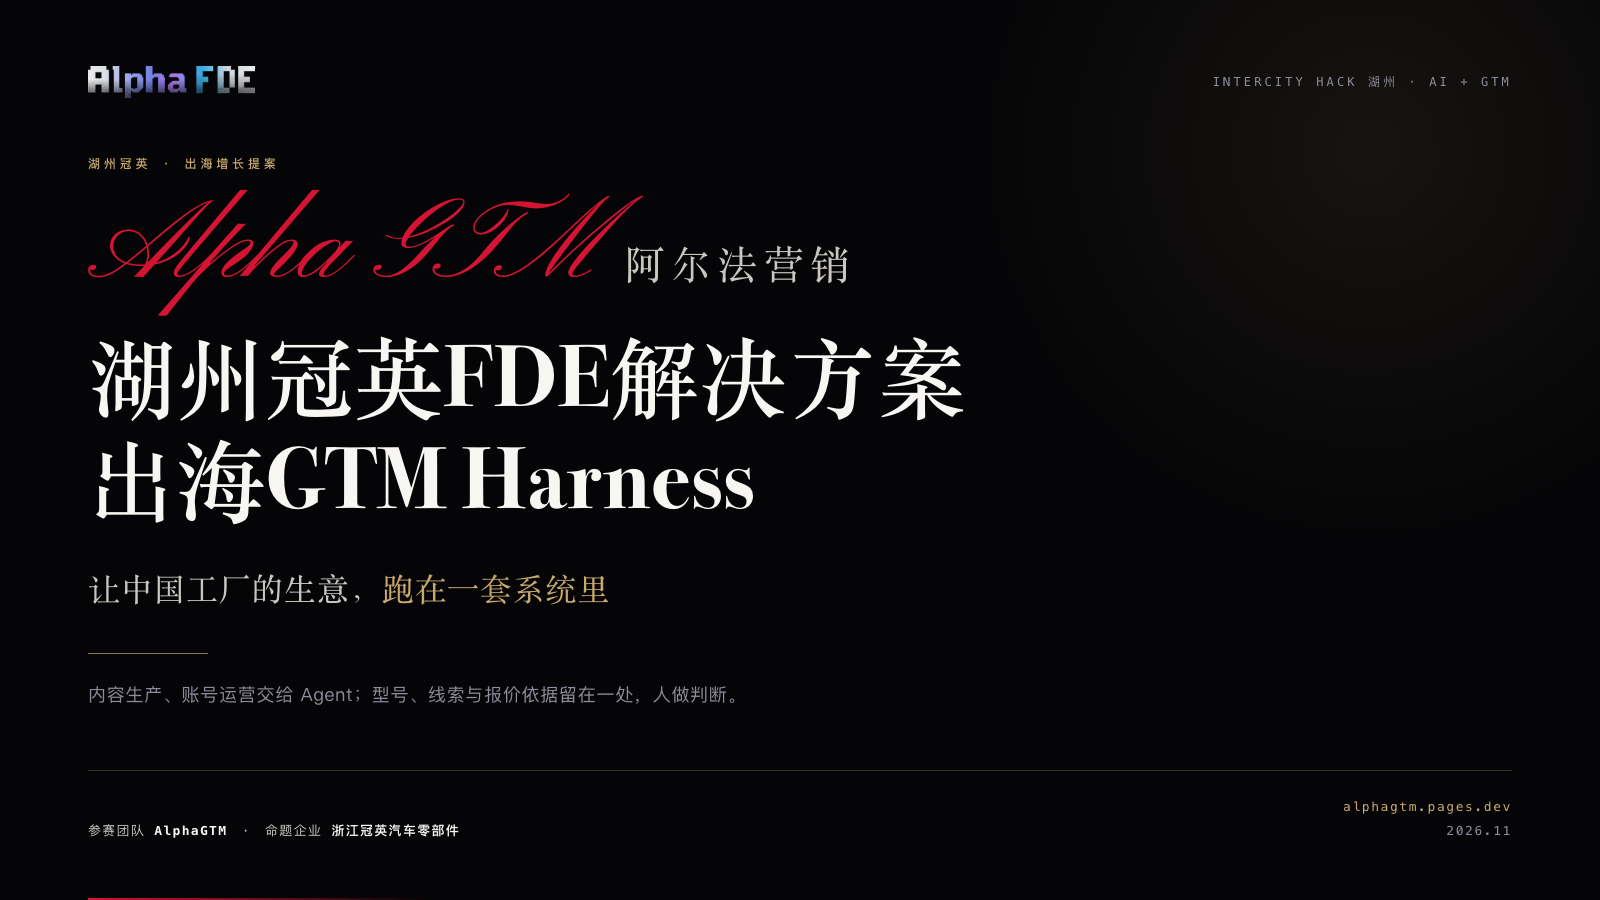 Alpha FDE
INTERCITY HACK 湖州 · AI + GTM
湖州冠英 · 出海增长提案
Alpha GTM 阿尔法营销
湖州冠英FDE解决方案
出海GTM Harness
让中国工厂的生意，跑在一套系统里
内容生产、账号运营交给 Agent；型号、线索与报价依据留在一处，人做判断。
alphagtm.pages.dev
参赛团队 AlphaGTM · 命题企业 浙江冠英汽车零部件
2026.11